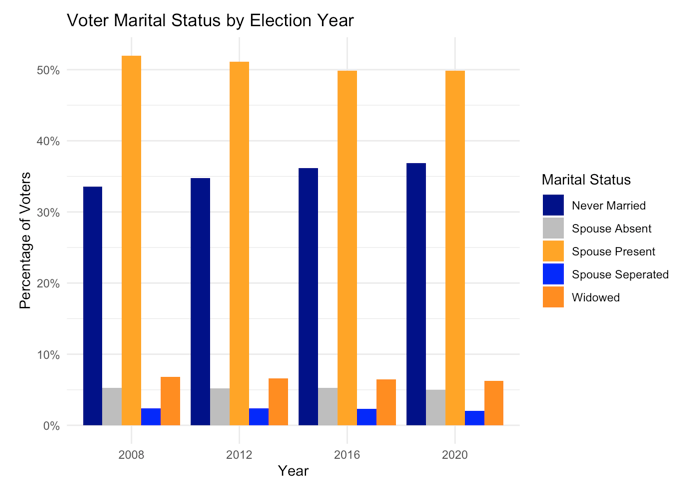 Voter Marital Status by Election Year
50%
40%
30%
20%
10%
0%
Percentage of Voters
2008 2012 2016 2020
Year
Marital Status
Never Married
Spouse Absent
Spouse Present
Spouse Seperated
Widowed